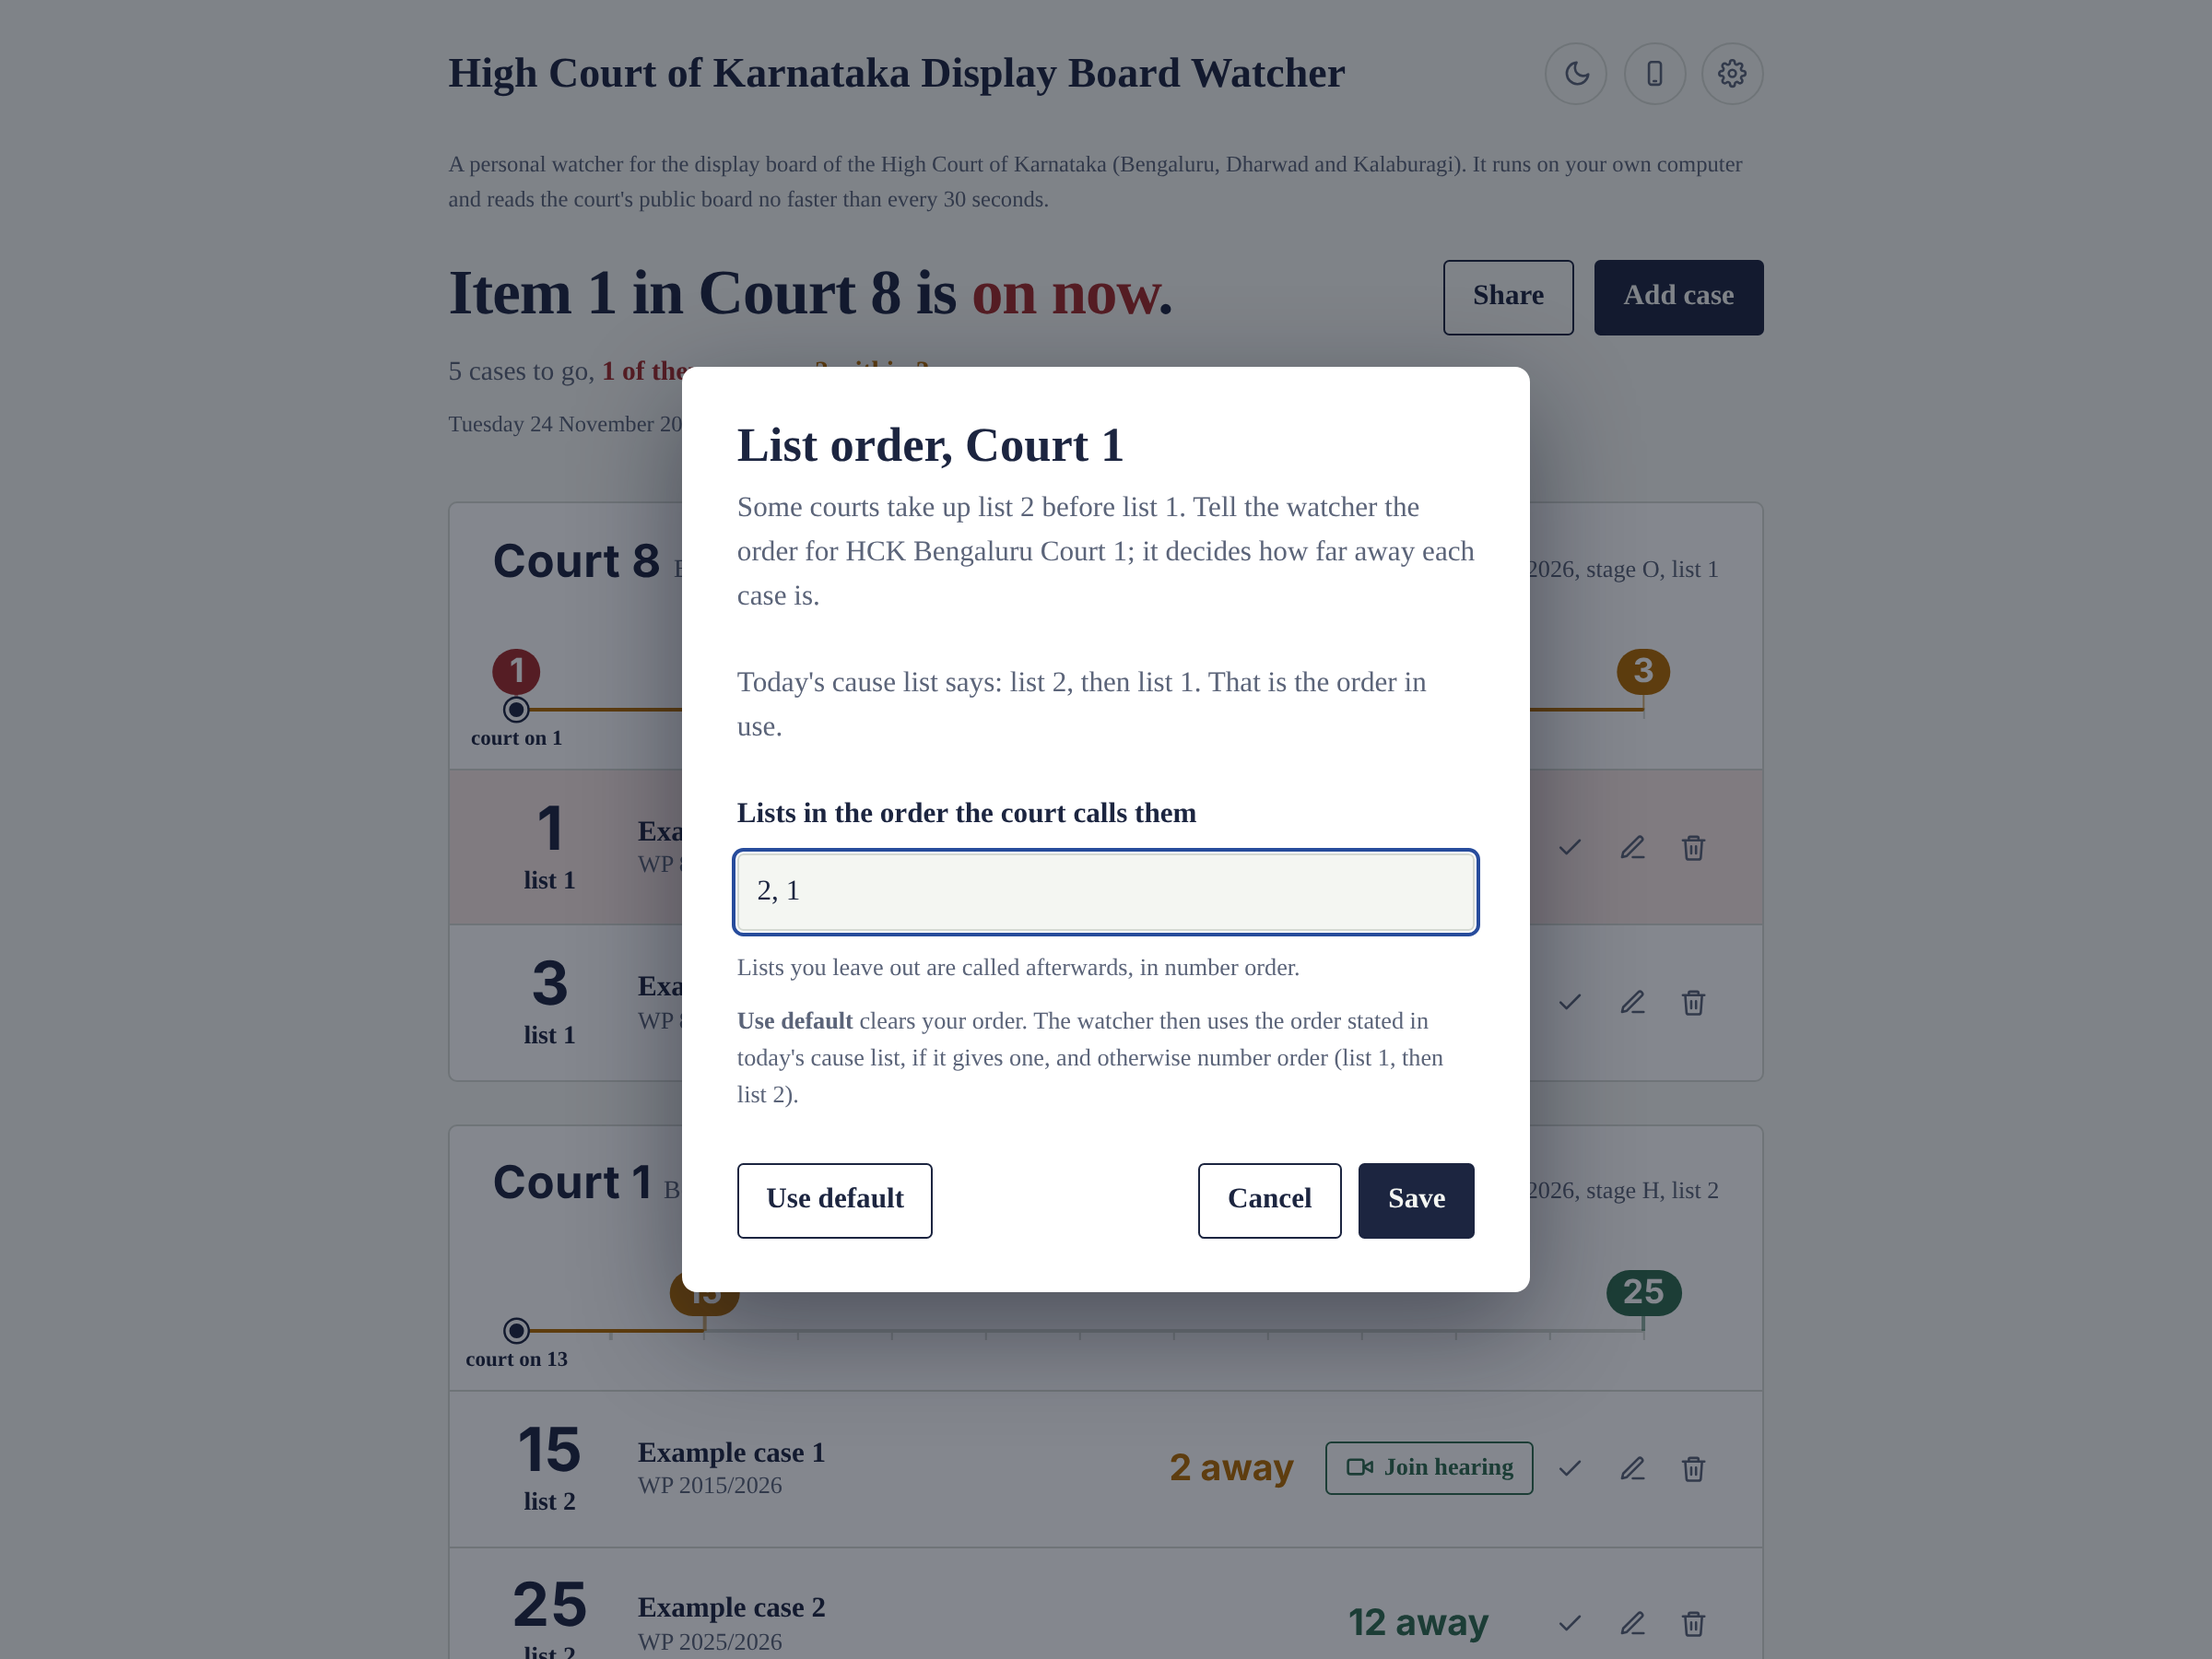 High Court of Karnataka Display Board Watcher
A personal watcher for the display board of the High Court of Karnataka (Bengaluru, Dharwad and Kalaburagi). It runs on your own computer
and reads the court's public board no faster than every 30 seconds.
Item 1 in Court 8 is on now.
Share
Add case
5 cases to go, 1 of the
Tuesday 24 November 20
List order, Court 1
Some courts take up list 2 before list 1. Tell the watcher the
order for HCK Bengaluru Court 1; it decides how far away each
case is.
Today's cause list says: list 2, then list 1. That is the order in
use.
Lists in the order the court calls them
2, 1
Lists you leave out are called afterwards, in number order.
Use default clears your order. The watcher then uses the order stated in
today's cause list, if it gives one, and otherwise number order (list 1, then
list 2).
Use default
Cancel
Save
Court 8
2026, stage O, list 1
1
3
court on 1
1
list 1
Exa
WP
3
list 1
Exa
WP
Court 1 B
2026, stage H, list 2
25
court on 13
15
list 2
Example case 1
WP 2015/2026
2 away
Join hearing
25
list 2
Example case 2
WP 2025/2026
12 away